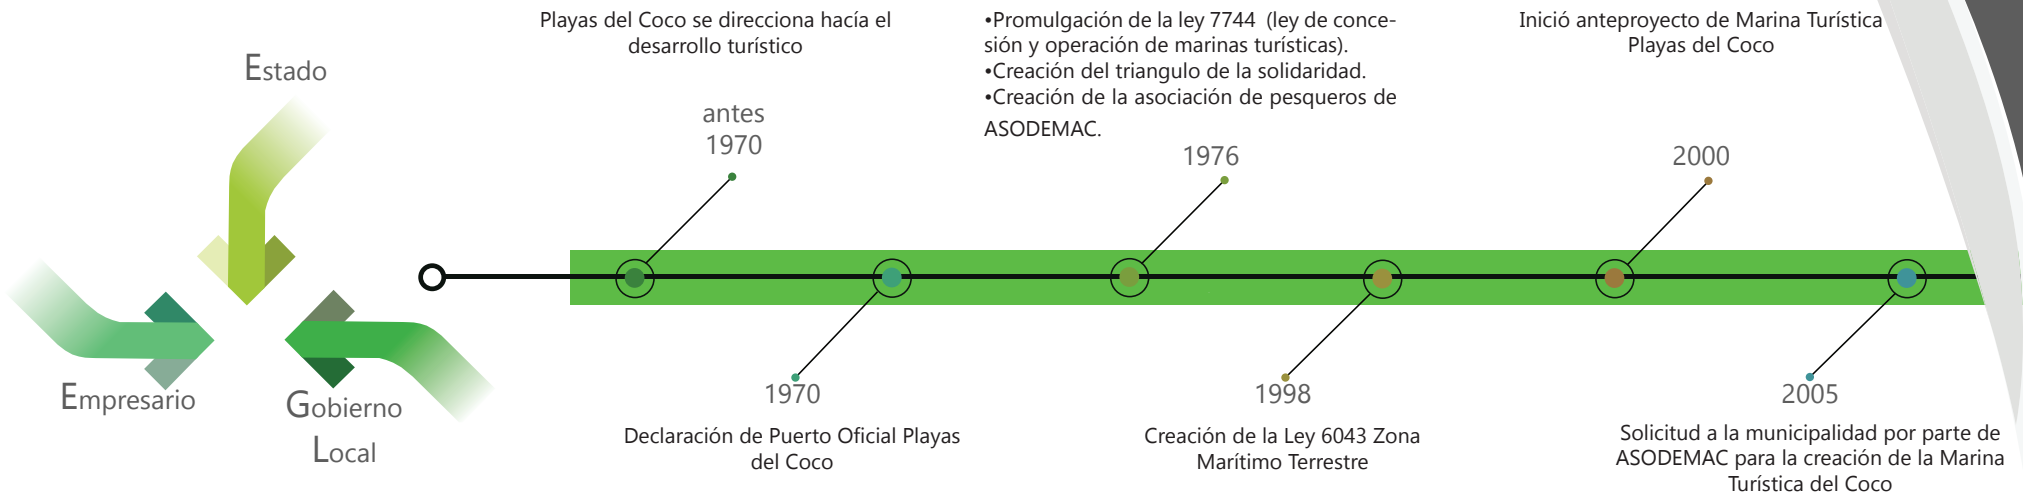 Estado
Empresario
Gobierno
Local
Playas del Coco se direcciona hacía el
desarrollo turístico
antes
1970
1970
Declaración de Puerto Oficial Playas
del Coco
•Promulgación de la ley 7744 (ley de conce-
sión y operación de marinas turísticas).
•Creación del triangulo de la solidaridad.
•Creación de la asociación de pesqueros de
ASODEMAC.
1976
1998
Creación de la Ley 6043 Zona
Marítimo Terrestre
Inició anteproyecto de Marina Turística
Playas del Coco
2000
2005
Solicitud a la municipalidad por parte de
ASODEMAC para la creación de la Marina
Turística del Coco